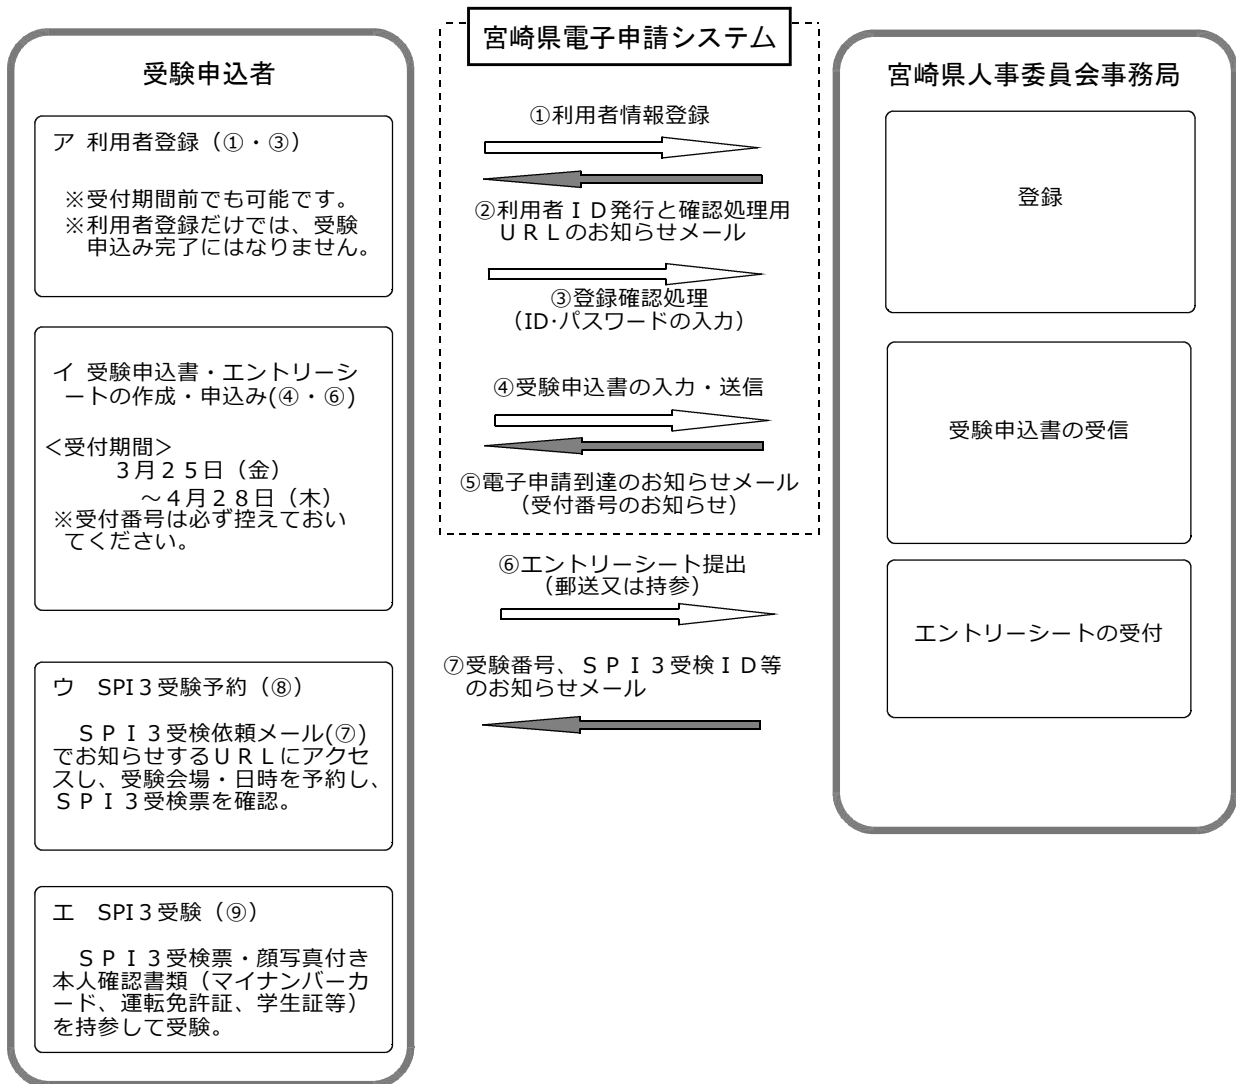 受験申込者
ア 利用者登録（①・③）
※受付期間前でも可能です。
※利用者登録だけでは、受験
申込み完了にはなりません。
イ 受験申込書・エントリーシ
ートの作成・申込み(④・⑥)
＜受付期間＞
３月２５日（金）
～４月２８日（木）
※受付番号は必ず控えておい
てください。
ウ　SPI３受験予約（⑧）
ＳＰＩ３受検依頼メール(⑦)
でお知らせするＵＲＬにアクセ
スし、受験会場・日時を予約し、
ＳＰＩ３受検票を確認。
エ　SPI３受験（⑨）
ＳＰＩ３受検票・顔写真付き
本人確認書類（マイナンバーカ
ード、運転免許証、学生証等）
を持参して受験。
宮崎県電子申請システム
①利用者情報登録
②利用者ＩＤ発行と確認処理用
ＵＲＬのお知らせメール
③登録確認処理
（ID･パスワードの入力）
④受験申込書の入力・送信
⑤電子申請到達のお知らせメール
（受付番号のお知らせ）
⑥エントリーシート提出
（郵送又は持参）
⑦受験番号、ＳＰＩ３受検ＩＤ等
のお知らせメール
宮崎県人事委員会事務局
登録
受験申込書の受信
エントリーシートの受付